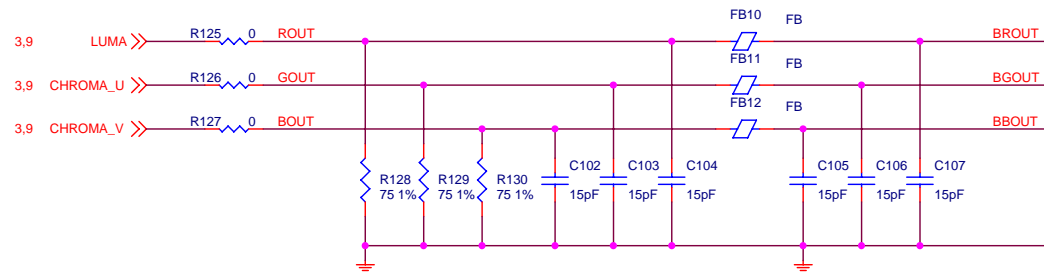 FB10 FB
3,9 LUMA R125 0 ROUT BROUT
FB11 FB
3,9 CHROMA_U R126 0 GOUT BGOUT
FB12 FB
3,9 CHROMA_V R127 0 BOUT BBOUT
C102 C103 C104 C105 C106 C107
R128 R129 R130
75 1% 75 1% 75 1% 15pF 15pF 15pF 15pF 15pF 15pF